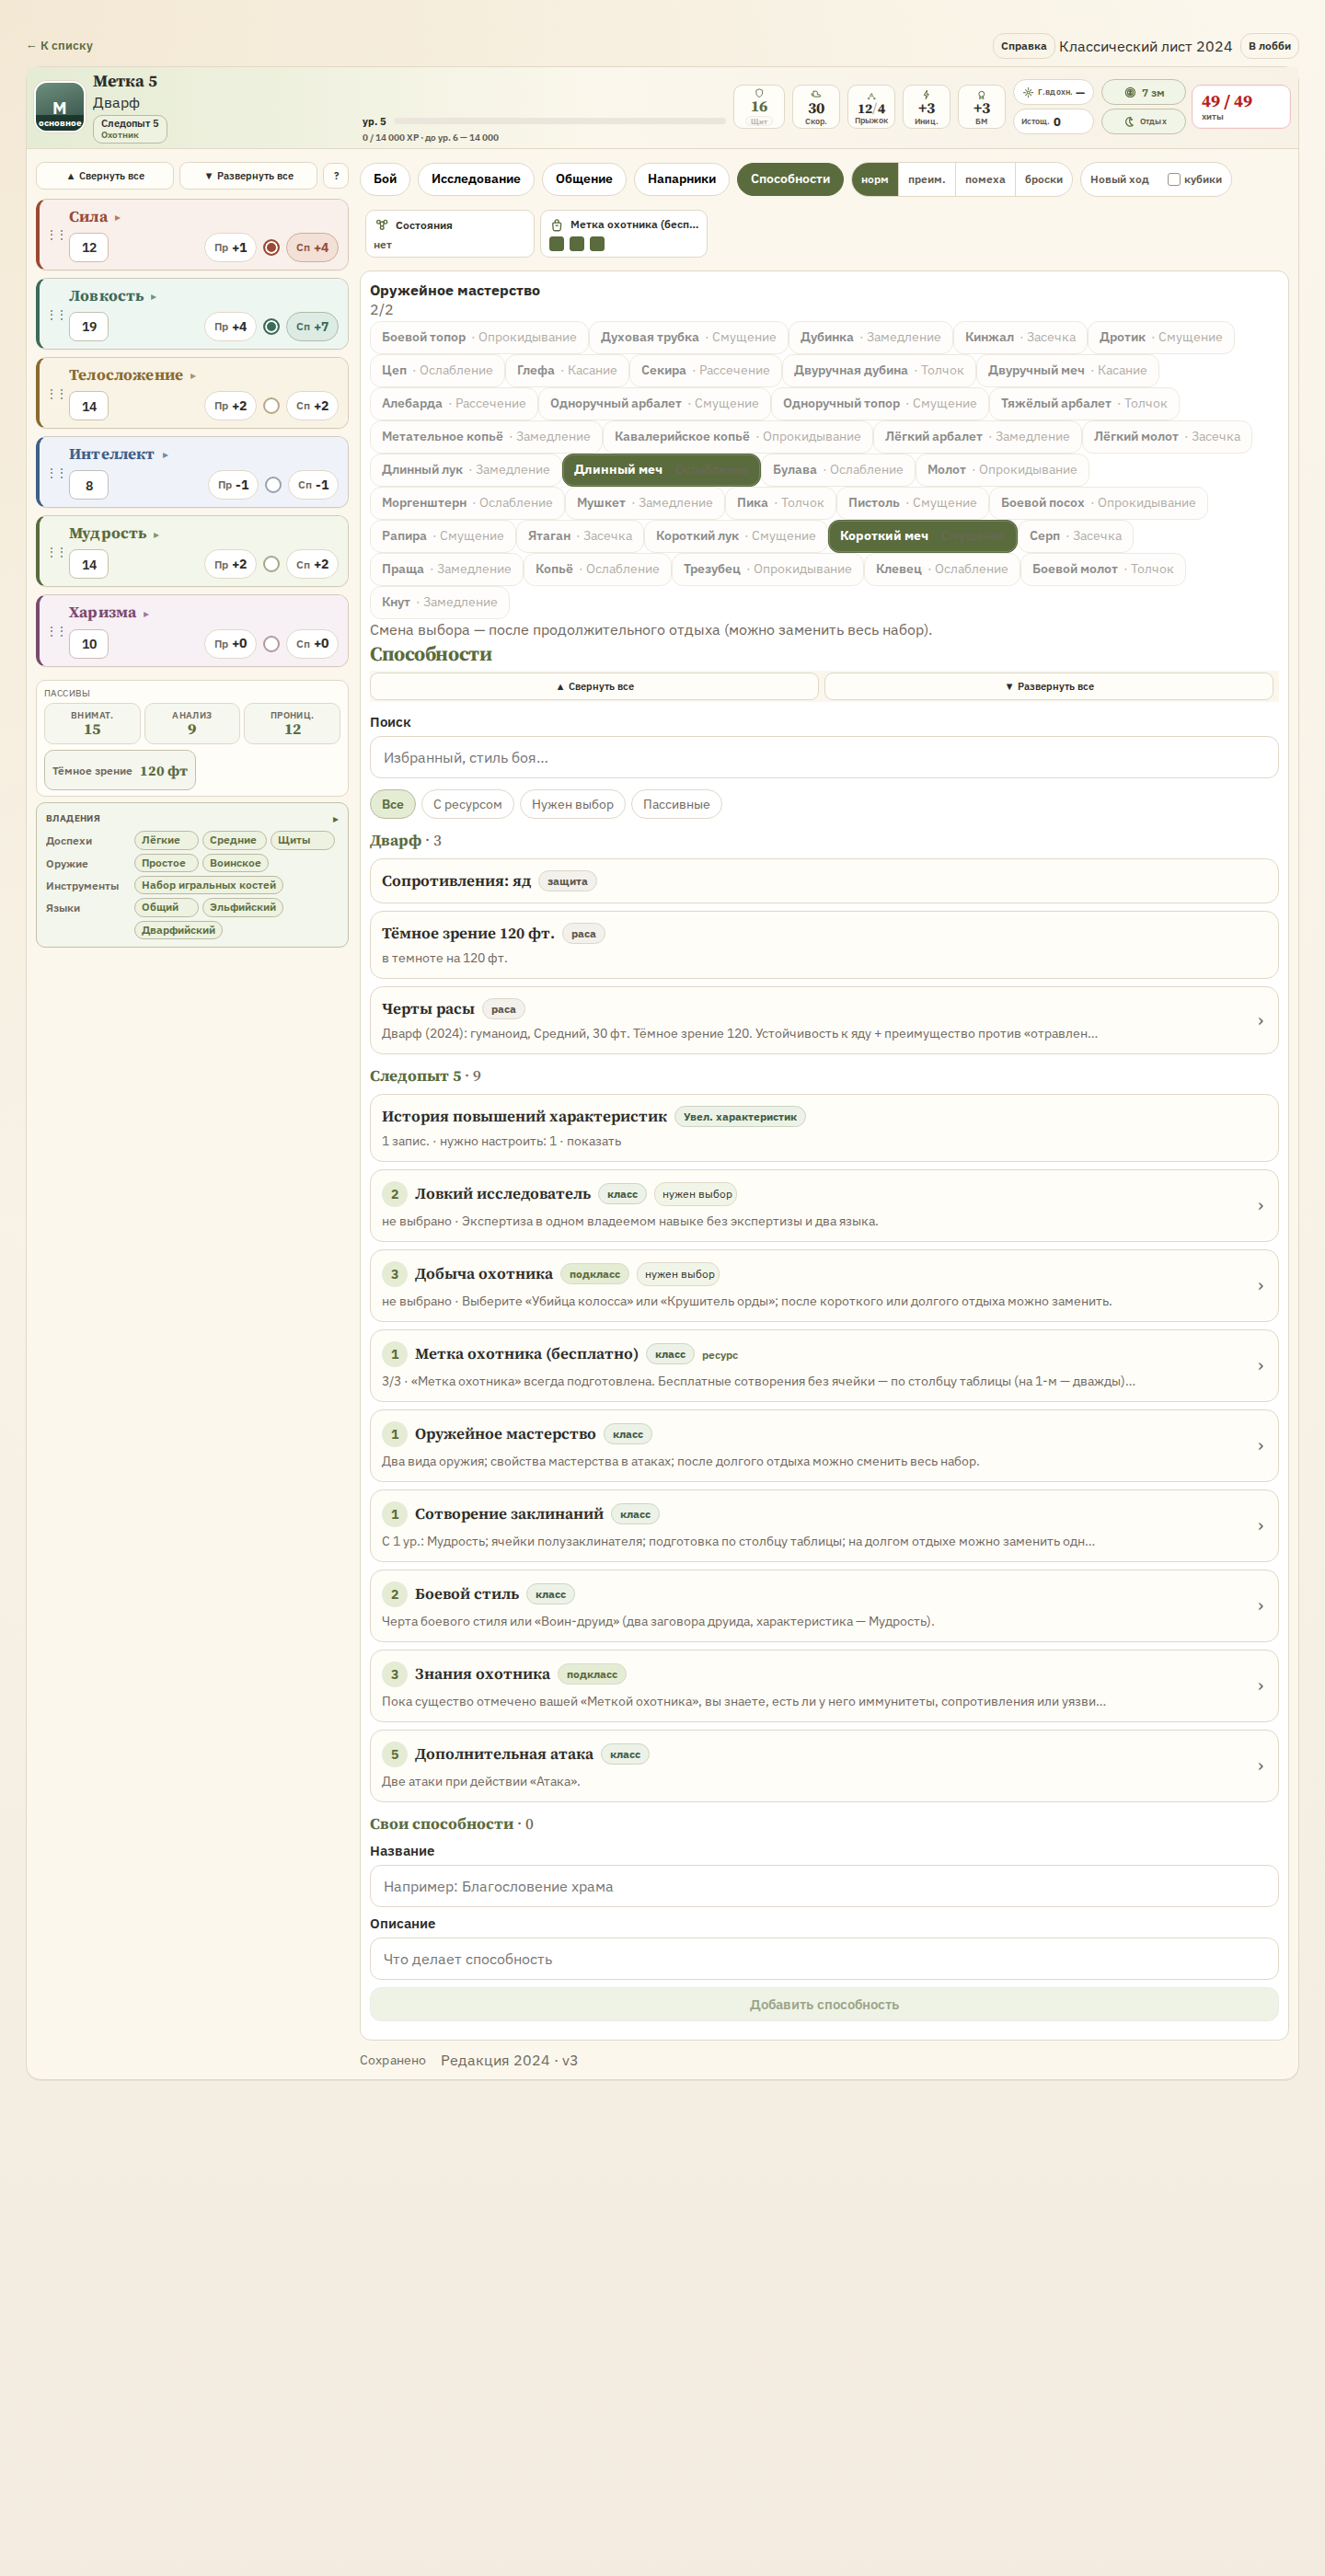 ← К списку
Справка Классический лист 2024 В лобби
М
основное
Метка 5
Дварф
Следопыт 5
Охотник
ур. 5
0 / 14 000 XP · до ур. 6 — 14 000
16
Щит
30
Скор.
12/4
Прыжок
+3
Иниц.
+3
БМ
Г.вдохн. —
Истощ. 0
7 зм
Отдых
49 / 49
хиты
▲ Свернуть все ▼ Развернуть все ?
Сила ▸
12 Пр +1 Сп +4
Ловкость ▸
19 Пр +4 Сп +7
Телосложение ▸
14 Пр +2 Сп +2
Интеллект ▸
8 Пр -1 Сп -1
Мудрость ▸
14 Пр +2 Сп +2
Харизма ▸
10 Пр +0 Сп +0
ПАССИВЫ
ВНИМАТ. АНАЛИЗ ПРОНИЦ.
15 9 12
Тёмное зрение 120 фт
ВЛАДЕНИЯ ▸
Доспехи Лёгкие Средние Щиты
Оружие Простое Воинское
Инструменты Набор игральных костей
Языки Общий Эльфийский
Дварфийский
Бой Исследование Общение Напарники Способности норм преим. помеха броски Новый ход кубики
Состояния
нет
Метка охотника (бесп...
Оружейное мастерство
2/2
Боевой топор · Опрокидывание Духовая трубка · Смущение Дубинка · Замедление Кинжал · Засечка Дротик · Смущение
Цеп · Ослабление Глефа · Касание Секира · Рассечение Двуручная дубина · Толчок Двуручный меч · Касание
Алебарда · Рассечение Одноручный арбалет · Смущение Одноручный топор · Смущение Тяжёлый арбалет · Толчок
Метательное копьё · Замедление Кавалерийское копьё · Опрокидывание Лёгкий арбалет · Замедление Лёгкий молот · Засечка
Длинный лук · Замедление Длинный меч Булава · Ослабление Молот · Опрокидывание
Моргенштерн · Ослабление Мушкет · Замедление Пика · Толчок Пистоль · Смущение Боевой посох · Опрокидывание
Рапира · Смущение Ятаган · Засечка Короткий лук · Смущение Короткий меч Серп · Засечка
Праща · Замедление Копьё · Ослабление Трезубец · Опрокидывание Клевец · Ослабление Боевой молот · Толчок
Кнут · Замедление
Смена выбора — после продолжительного отдыха (можно заменить весь набор).
Способности
▲ Свернуть все ▼ Развернуть все
Поиск
Избранный, стиль боя...
Все С ресурсом Нужен выбор Пассивные
Дварф · 3
Сопротивления: яд защита
Тёмное зрение 120 фт. раса
в темноте на 120 фт.
Черты расы раса
Дварф (2024): гуманоид, Средний, 30 фт. Тёмное зрение 120. Устойчивость к яду + преимущество против «отравлен...
Следопыт 5 · 9
История повышений характеристик Увел. характеристик
1 запис. · нужно настроить: 1 · показать
2 Ловкий исследователь класс нужен выбор
не выбрано · Экспертиза в одном владеемом навыке без экспертизы и два языка.
3 Добыча охотника подкласс нужен выбор
не выбрано · Выберите «Убийца колосса» или «Крушитель орды»; после короткого или долгого отдыха можно заменить.
1 Метка охотника (бесплатно) класс ресурс
3/3 · «Метка охотника» всегда подготовлена. Бесплатные сотворения без ячейки — по столбцу таблицы (на 1-м — дважды)...
1 Оружейное мастерство класс
Два вида оружия; свойства мастерства в атаках; после долгого отдыха можно сменить весь набор.
1 Сотворение заклинаний класс
С 1 ур.: Мудрость; ячейки полузаклинателя; подготовка по столбцу таблицы; на долгом отдыхе можно заменить одн...
2 Боевой стиль класс
Черта боевого стиля или «Воин-друид» (два заговора друида, характеристика — Мудрость).
3 Знания охотника подкласс
Пока существо отмечено вашей «Меткой охотника», вы знаете, есть ли у него иммунитеты, сопротивления или уязви...
5 Дополнительная атака класс
Две атаки при действии «Атака».
Свои способности · 0
Название
Например: Благословение храма
Описание
Что делает способность
Добавить способность
Сохранено Редакция 2024 · v3